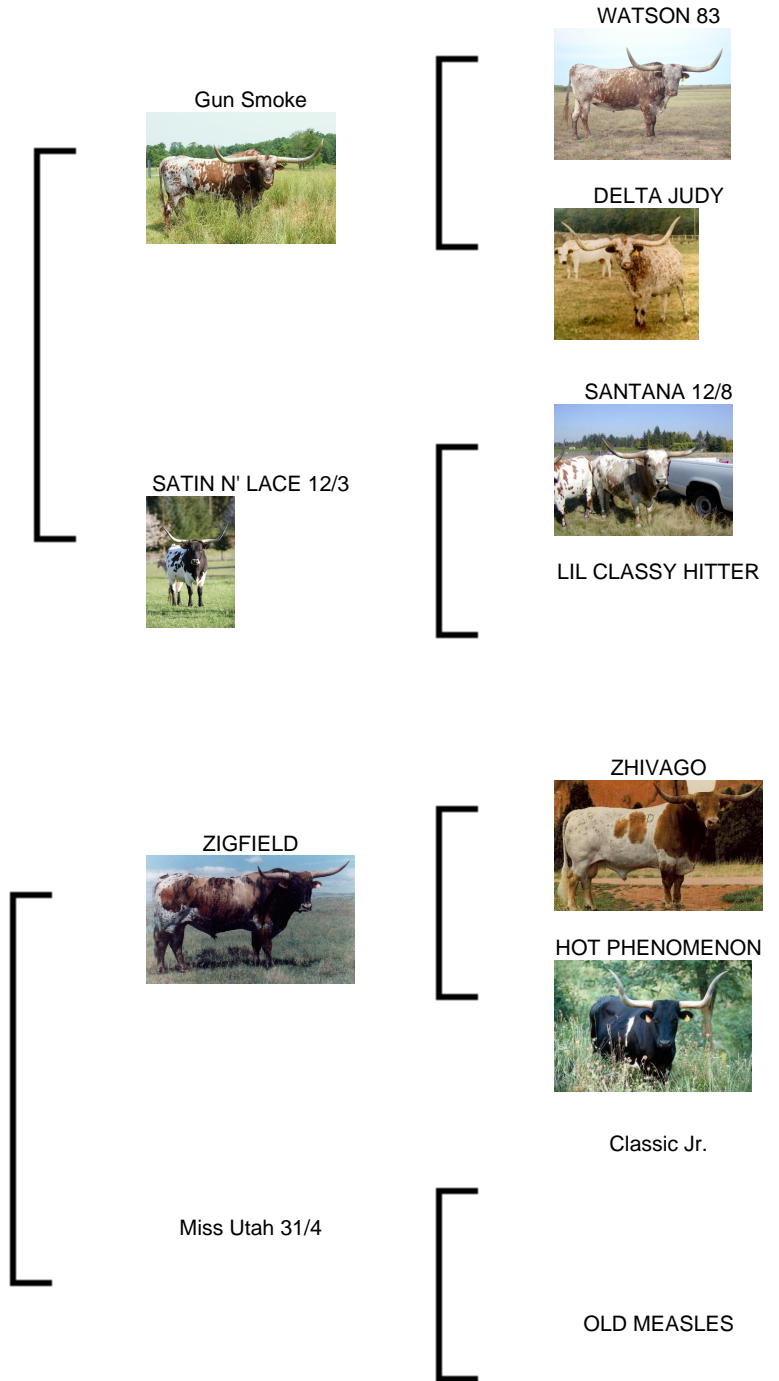 WATSON 83
Gun Smoke
DELTA JUDY
SANTANA 12/8
SATIN N' LACE 12/3
LIL CLASSY HITTER
ZHIVAGO
ZIGFIELD
HOT PHENOMENON
Classic Jr.
Miss Utah 31/4
OLD MEASLES